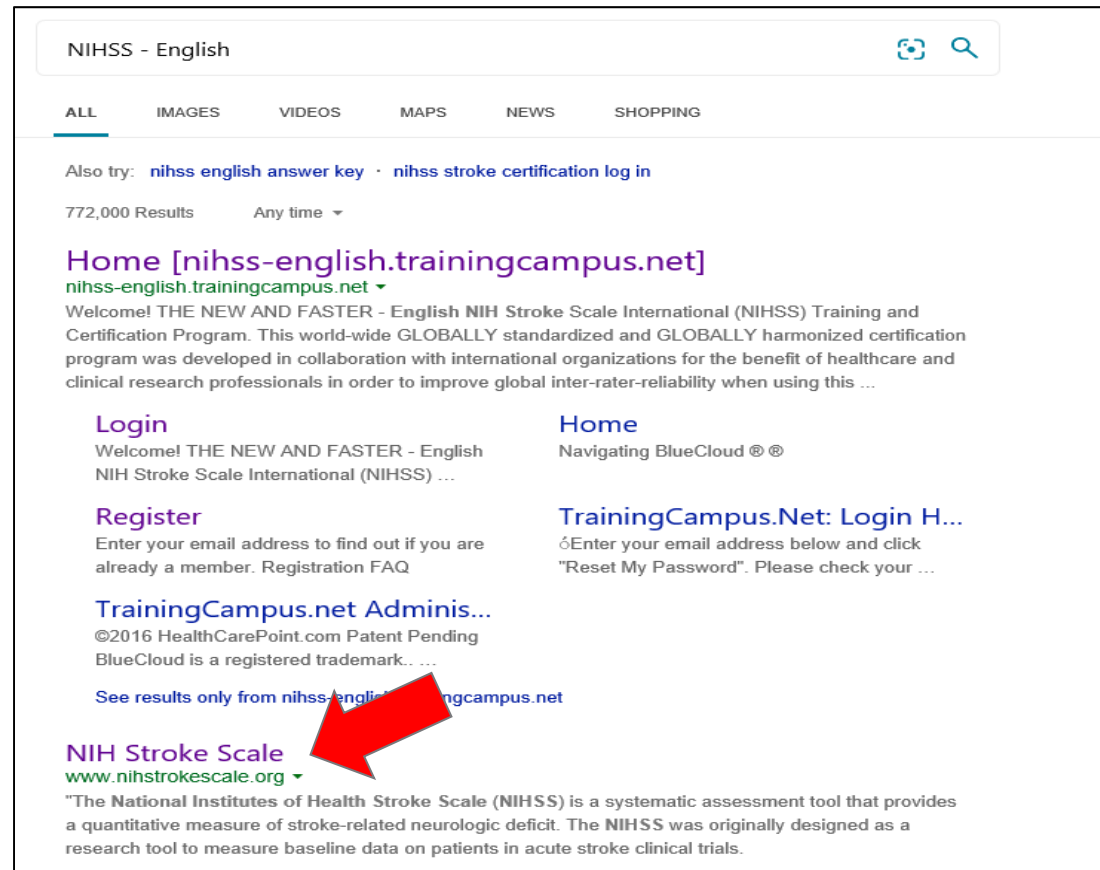 NIHSS - English
ALL IMAGES VIDEOS MAPS NEWS SHOPPING
Also try: nihss english answer key · nihss stroke certification log in
772,000 Results Any time
Home [nihss-english.trainingcampus.net]
nihss-english.trainingcampus.net
Welcome! THE NEW AND FASTER - English NIH Stroke Scale International (NIHSS) Training and
Certification Program. This world-wide GLOBALLY standardized and GLOBALLY harmonized certification
program was developed in collaboration with international organizations for the benefit of healthcare and
clinical research professionals in order to improve global inter-rater-reliability when using this ...
Login
Welcome! THE NEW AND FASTER - English
NIH Stroke Scale International (NIHSS) ...
Home
Navigating BlueCloud ® ®
Register
Enter your email address to find out if you are
already a member. Registration FAQ
TrainingCampus.Net: Login H...
óEnter your email address below and click
"Reset My Password". Please check your ...
TrainingCampus.net Adminis...
©2016 HealthCarePoint.com Patent Pending
BlueCloud is a registered trademark.. ...
See results only from
NIH Stroke Scale
www.nihstrokescale.org
"The National Institutes of Health Stroke Scale (NIHSS) is a systematic assessment tool that provides
a quantitative measure of stroke-related neurologic deficit. The NIHSS was originally designed as a
research tool to measure baseline data on patients in acute stroke clinical trials.